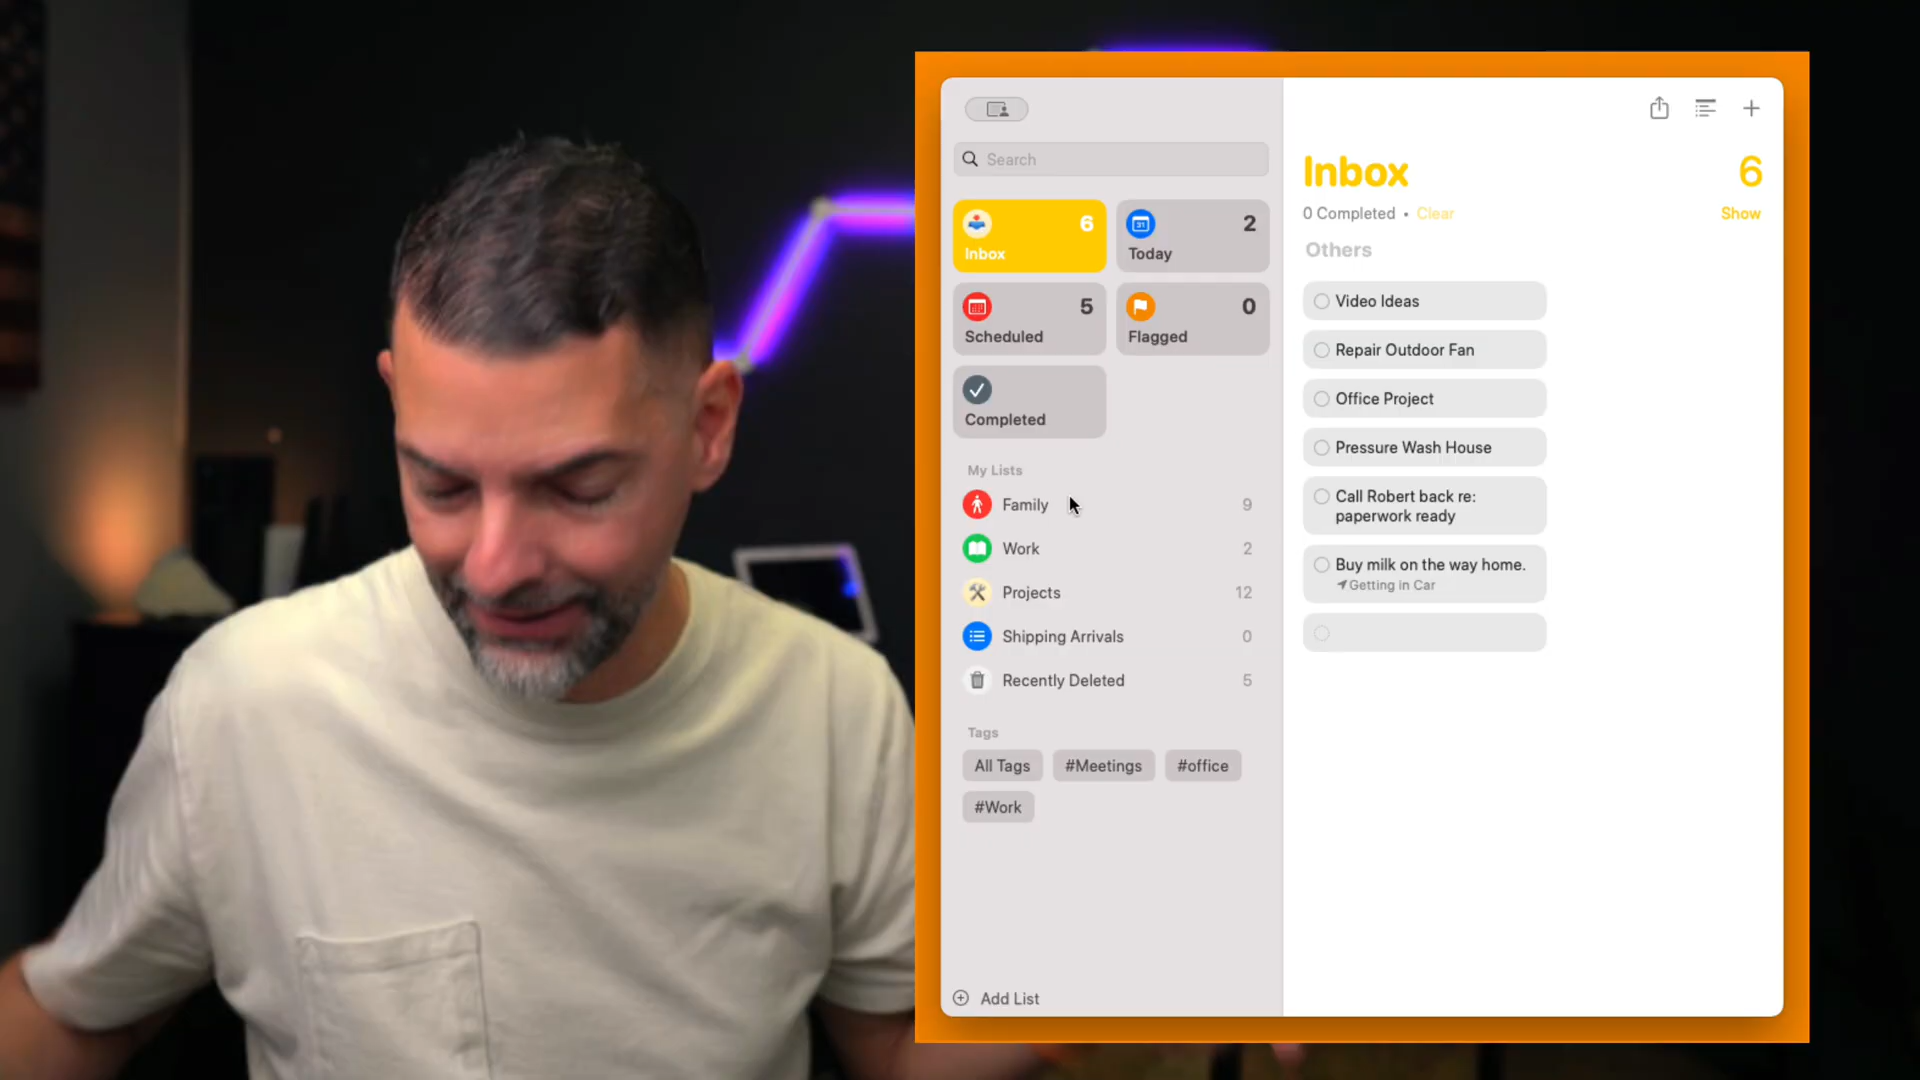 Search
6
Inbox
2
Today
5
Scheduled
0
Flagged
Completed
My Lists
Family 9
Work 2
Projects 12
Shipping Arrivals 0
Recently Deleted 5
Tags
All Tags #Meetings #office
#Work
Add List
Inbox 6
0 Completed • Clear Show
Others
Video Ideas
Repair Outdoor Fan
Office Project
Pressure Wash House
Call Robert back re:
paperwork ready
Buy milk on the way home.
Getting in Car